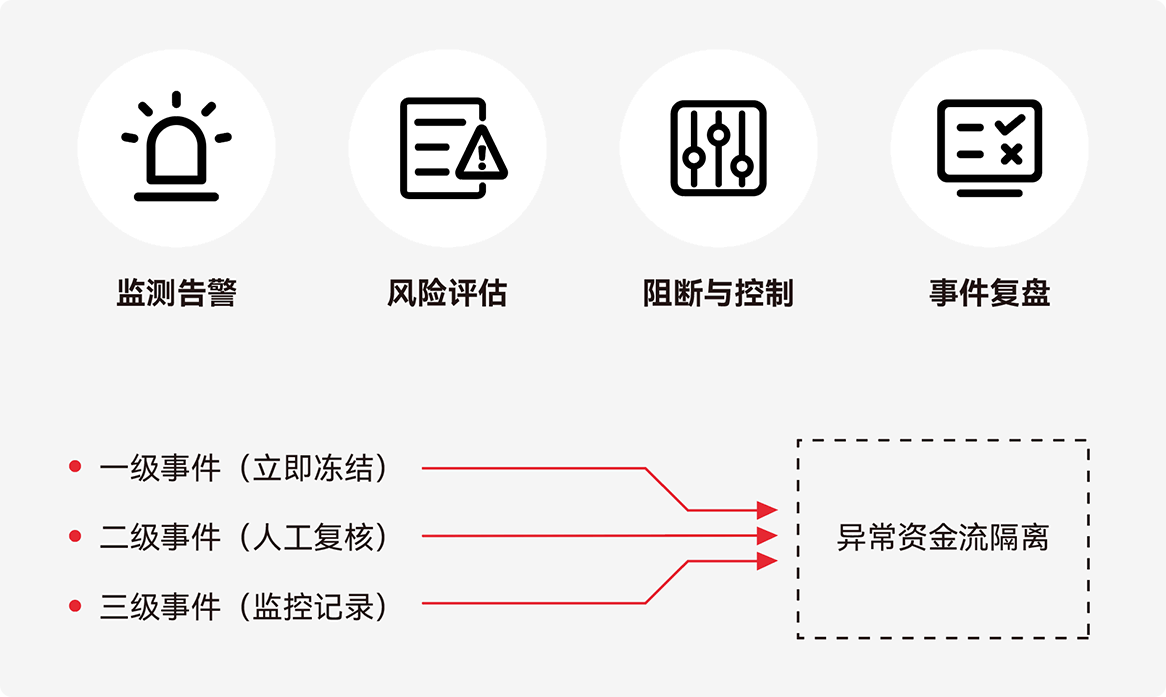 监测告警
风险评估
阻断与控制
事件复盘
一级事件（立即冻结）
二级事件（人工复核）
三级事件（监控记录）
异常资金流隔离